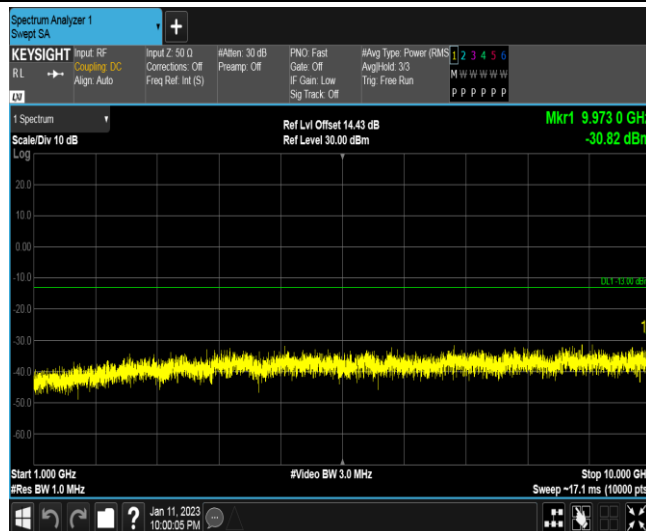 Spectrum Analyzer 1
Swept SA
+
KEYSIGHT
RL
Input: RF
Coupling: DC
Align: Auto
Input Z: 50 Ω
Corrections: Off
Freq Ref: Int (S)
#Atten: 30 dB
Preamp: Off
PNO: Fast
Gate: Off
IF Gain: Low
Sig Track: Off
#Avg Type: Power (RMS
Avg|Hold: 3/3
Trig: Free Run
1 2 3 4 5 6
M W W W W W
P P P P P P
LXI
1 Spectrum
Scale/Div 10 dB
Ref Lvl Offset 14.43 dB
Ref Level 30.00 dBm
Mkr1 9.973 0 GHz
-30.82 dBm
Log
20.0
10.0
0.00
-10.0
DL1 -13.00 dBm
-20.0
1
-30.0
-40.0
-50.0
-60.0
Start 1.000 GHz
#Res BW 1.0 MHz
#Video BW 3.0 MHz
Stop 10.000 GHz
Sweep ~17.1 ms (10000 pts
?
Jan 11, 2023
10:00:05 PM